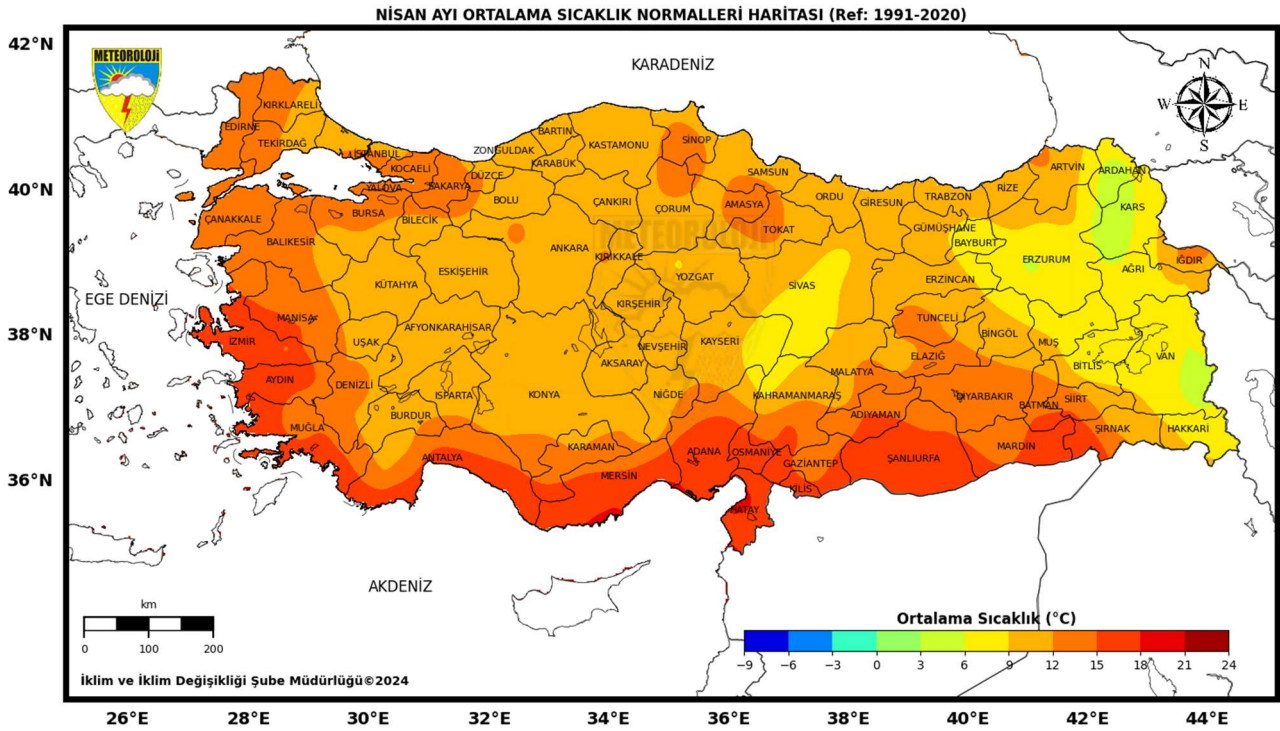 NİSAN AYI ORTALAMA SICAKLIK NORMALLERİ HARİTASI (Ref: 1991-2020)
42°N
40°N
38°N
36°N
METEOROLOJİ
KARADENİZ
N
W
E
S
KIRKLARELİ
EDİRNE
TEKİRDAĞ
İSTANBUL
KOCAELİ
YALOVA
SAKARYA
DÜZCE
ZONGULDAK
BARTIN
KARABÜK
KASTAMONU
SİNOP
SAMSUN
ORDU
GİRESUN
TRABZON
RİZE
ARTVİN
ARDAHAN
KARS
ÇANAKKALE
BURSA
BİLECİK
BOLU
ÇANKIRI
ÇORUM
AMASYA
TOKAT
GÜMÜŞHANE
BAYBURT
ERZURUM
AĞRI
IĞDIR
METEOROLOJİ
BALIKESİR
KÜTAHYA
ESKİŞEHİR
ANKARA
KIRIKKALE
YOZGAT
SİVAS
ERZİNCAN
EGE DENİZİ
MANİSA
İZMİR
UŞAK
AFYONKARAHİSAR
KIRŞEHİR
NEVŞEHİR
KAYSERİ
AKSARAY
TUNCELİ
BİNGÖL
MUŞ
ELAZIĞ
BİTLİS
VAN
AYDIN
DENİZLİ
ISPARTA
BURDUR
KONYA
NİĞDE
KAHRAMANMARAŞ
MALATYA
ADIYAMAN
DİYARBAKIR
BATMAN
SİİRT
ŞIRNAK
HAKKARİ
MUĞLA
ANTALYA
KARAMAN
MERSİN
ADANA
OSMANİYE
GAZİANTEP
KİLİS
HATAY
ŞANLIURFA
MARDİN
AKDENİZ
km
0 100 200
İklim ve İklim Değişikliği Şube Müdürlüğü©2024
Ortalama Sıcaklık (°C)
−9 −6 −3 0 3 6 9 12 15 18 21 24
26°E 28°E 30°E 32°E 34°E 36°E 38°E 40°E 42°E 44°E